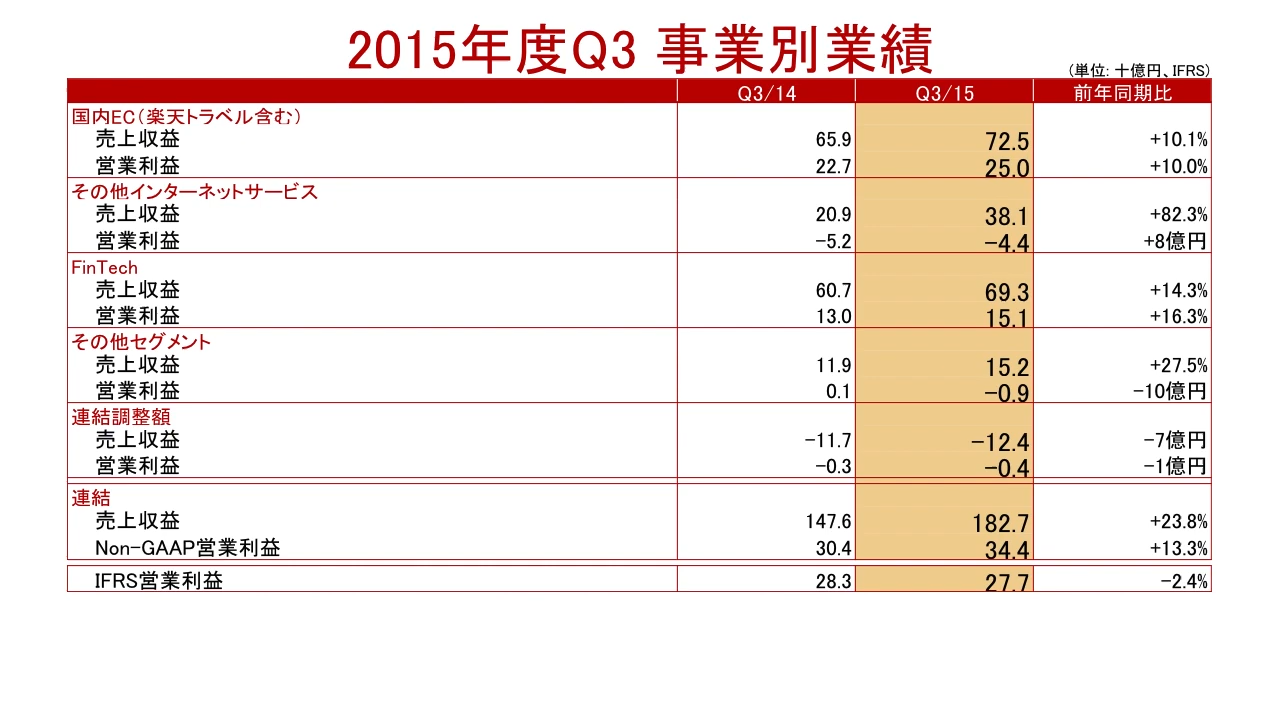 2015年度Q3 事業別業績
(単位: 十億円、IFRS)
Q3/14 Q3/15 前年同期比
国内EC(楽天トラベル含む)
売上収益 65.9 72.5 +10.1%
営業利益 22.7 25.0 +10.0%
その他インターネットサービス
売上収益 20.9 38.1 +82.3%
営業利益 -5.2 -4.4 +8億円
FinTech
売上収益 60.7 69.3 +14.3%
営業利益 13.0 15.1 +16.3%
その他セグメント
売上収益 11.9 15.2 +27.5%
営業利益 0.1 -0.9 -10億円
連結調整額
売上収益 -11.7 -12.4 -7億円
営業利益 -0.3 -0.4 -1億円
連結
売上収益 147.6 182.7 +23.8%
Non-GAAP営業利益 30.4 34.4 +13.3%
IFRS営業利益 28.3 27.7 -2.4%